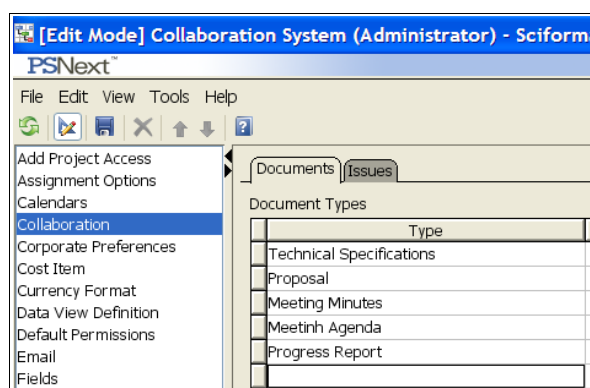 [Edit Mode] Collaboration System (Administrator) - Sciform
PSNext™
File Edit View Tools Help
Add Project Access
Assignment Options
Calendars
Collaboration
Corporate Preferences
Cost Item
Currency Format
Data View Definition
Default Permissions
Email
Fields
Documents Issues
Document Types
Type
Technical Specifications
Proposal
Meeting Minutes
Meetinh Agenda
Progress Report